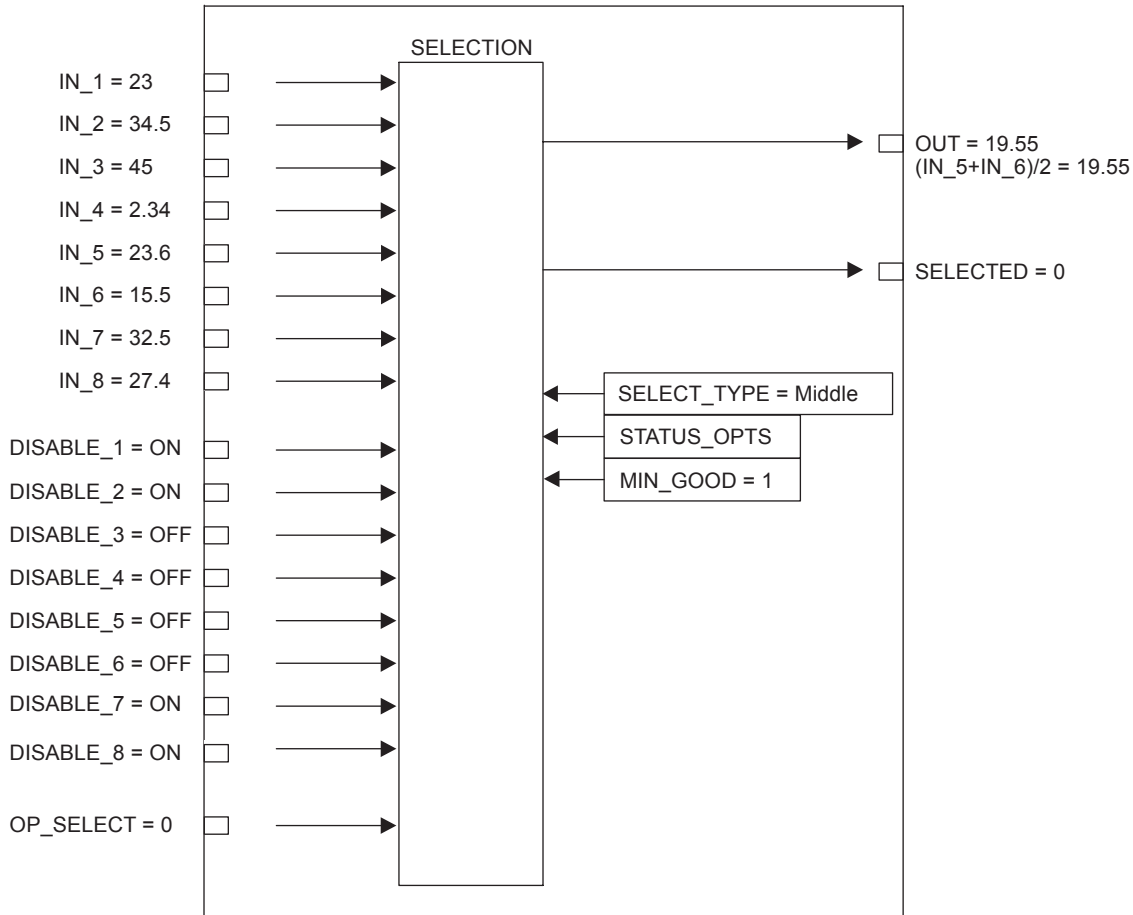 SELECTION
IN_1 = 23
IN_2 = 34.5
IN_3 = 45
IN_4 = 2.34
IN_5 = 23.6
IN_6 = 15.5
IN_7 = 32.5
IN_8 = 27.4
DISABLE_1 = ON
DISABLE_2 = ON
DISABLE_3 = OFF
DISABLE_4 = OFF
DISABLE_5 = OFF
DISABLE_6 = OFF
DISABLE_7 = ON
DISABLE_8 = ON
OP_SELECT = 0
OUT = 19.55
(IN_5+IN_6)/2 = 19.55
SELECTED = 0
SELECT_TYPE = Middle
STATUS_OPTS
MIN_GOOD = 1